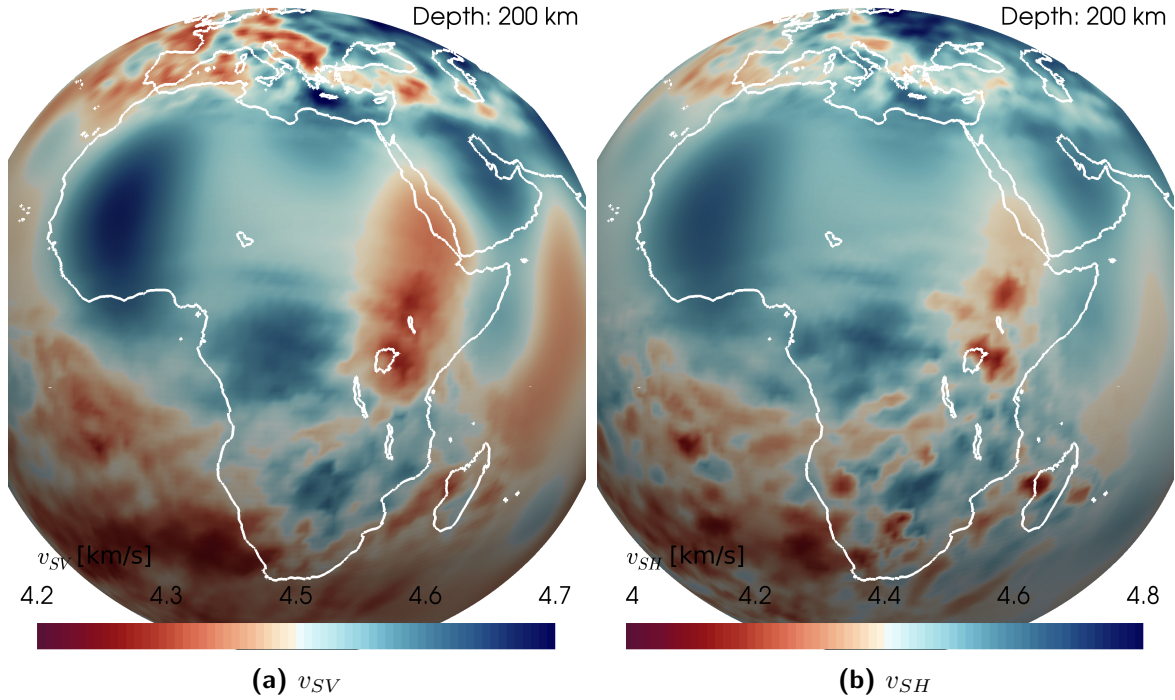 Depth: 200 km
Depth: 200 km
v_SV [km/s]
4.2 4.3 4.5 4.6 4.7
v_SH [km/s]
4 4.2 4.4 4.6 4.8
(a) v_SV
(b) v_SH